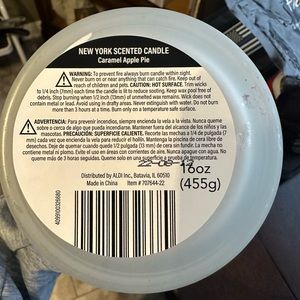 NEW YORK SCENTED CANDLE
Caramel Apple Pie
WARNING: To prevent fire always burn candle within sight.
Never burn on or near anything that can catch fire. Keep out of
reach of children and pets. CAUTION: HOT SURFACE. Trim wicks
to 1/4 inch (7mm) each time the candle is lit to reduce sooting. Keep wax pool free of
debris. Stop burning when 1/2 inch (13mm) of unmelted wax remains. Wick does not
contain metal or lead. Avoid using in drafty areas. Never extinguish with water. Do not burn
more than 3 hours at a time. Burn only on a temperature safe surface.
ADVERTENCIA: Para prevenir incendios, siempre encienda la vela a la vista. Nunca queme
sobre o cerca de algo que pueda incendiarse. Mantener fuera del alcance de los niños y las
mascotas. PRECAUCIÓN: SUPERFICIE CALIENTE. Recorte las mechas a 1/4 de pulgada (7
mm) cada vez que encienda la vela para reducir el hollín. Mantener la cera libre de escombros.
Deje de quemar cuando quede 1/2 pulgada (13 mm) de cera sin derretir. La mecha no
contiene metal ni plomo. Evite el uso en áreas con corrientes de aire. Nunca apague con agua. No
queme más de 3 horas seguidas. Queme solo en una superficie a prueba de temperatura.
22-06-13
16oz
(455g)
Distributed by ALDI Inc., Batavia, IL 60510
Made in China
Item # 707644-22